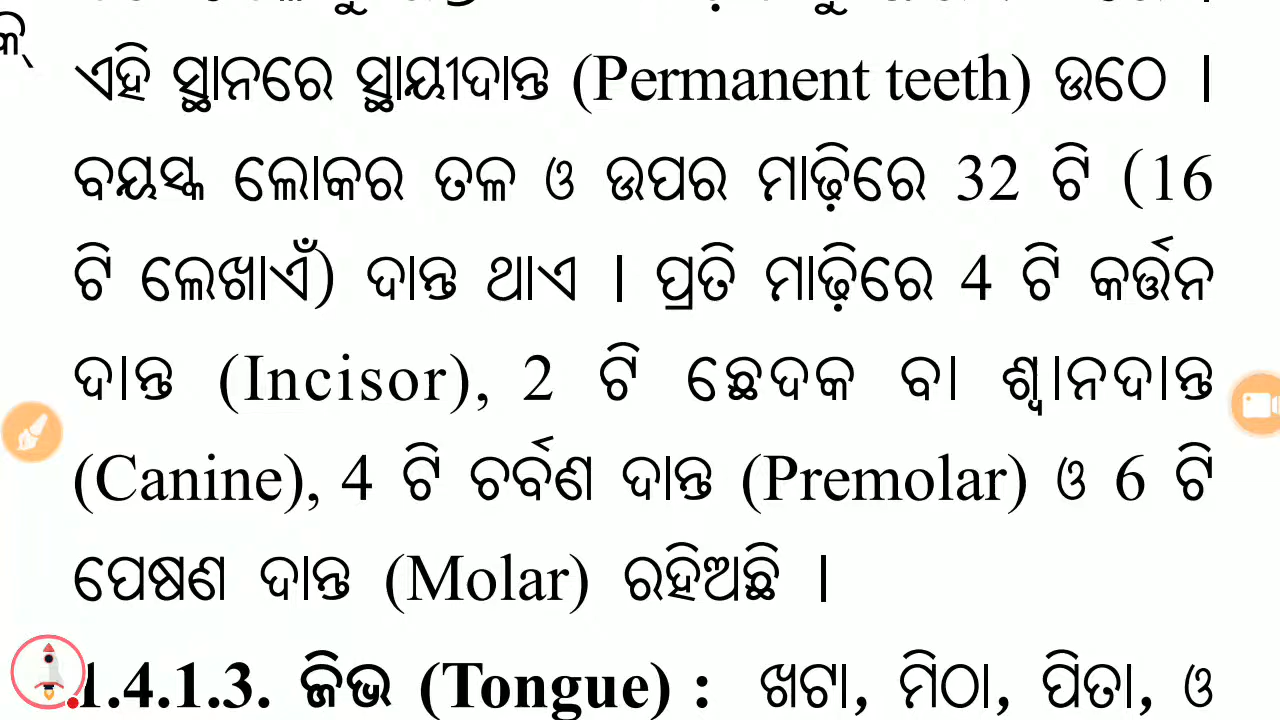 ଏହି ସ୍ଥାନରେ ସ୍ଥାୟୀଦାନ୍ତ (Permanent teeth) ଉଠେ ।
ବୟସ୍କ ଲୋକର ତଳ ଓ ଉପର ମାଢ଼ିରେ 32 ଟି (16
ଟି ଲେଖାଏଁ) ଦାନ୍ତ ଥାଏ । ପ୍ରତି ମାଢ଼ିରେ 4 ଟି କର୍ତ୍ତନ
ଦାନ୍ତ (Incisor), 2 ଟି ଛେଦକ ବା ଶ୍ୱାନଦାନ୍ତ
(Canine), 4 ଟି ଚର୍ବଣ ଦାନ୍ତ (Premolar) ଓ 6 ଟି
ପେଷଣ ଦାନ୍ତ (Molar) ରହିଅଛି ।
1.4.1.3. ଜିଭ (Tongue) : ଖଟା, ମିଠା, ପିତା, ଓ